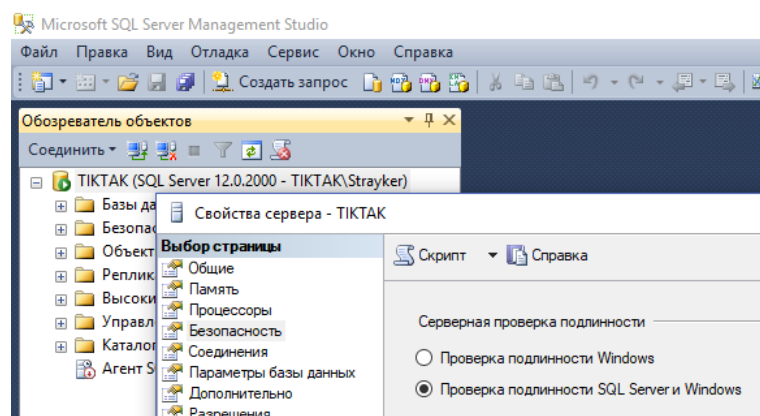 Microsoft SQL Server Management Studio
Файл Правка Вид Отладка Сервис Окно Справка
Создать запрос
Обозреватель объектов
Соединить
TIKTAK (SQL Server 12.0.2000 - TIKTAK\Strayker)
Базы
Свойства сервера - TIKTAK
Выбор страницы
Скрипт Справка
Общие
Память
Процессоры
Безопасность
Серверная проверка подлинности
Соединения
Проверка подлинности Windows
Параметры базы данных
Агент
Дополнительно
Проверка подлинности SQL Server и Windows
Разрешения